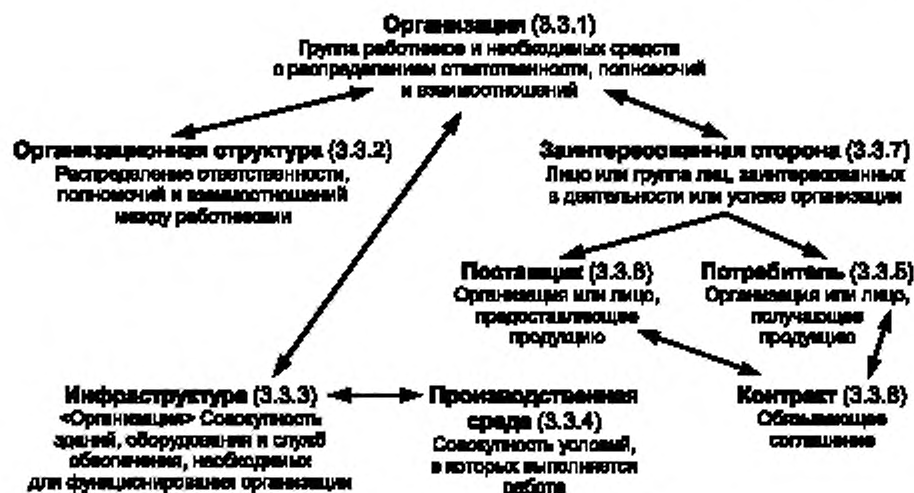 Организация (3.3.1)
Группа работников и необходимых средств
с распределением ответственности, полномочий
и взаимоотношений
Организационная структура (3.3.2)
Распределение ответственности,
полномочий и взаимоотношений
между работниками
Заинтересованная сторона (3.3.7)
Лицо или группа лиц, заинтересованных
в деятельности или успехе организации
Поставщик (3.3.6)
Организация или лицо,
предоставляющие
продукцию
Потребитель (3.3.5)
Организация или лицо,
получающие
продукцию
Инфраструктура (3.3.3)
«Организация» Совокупность
зданий, оборудования и служб
обеспечения, необходимых
для функционирования организации
Производственная
среда (3.3.4)
Совокупность условий,
в которых выполняется
работа
Контракт (3.3.8)
Обязывающее
соглашение